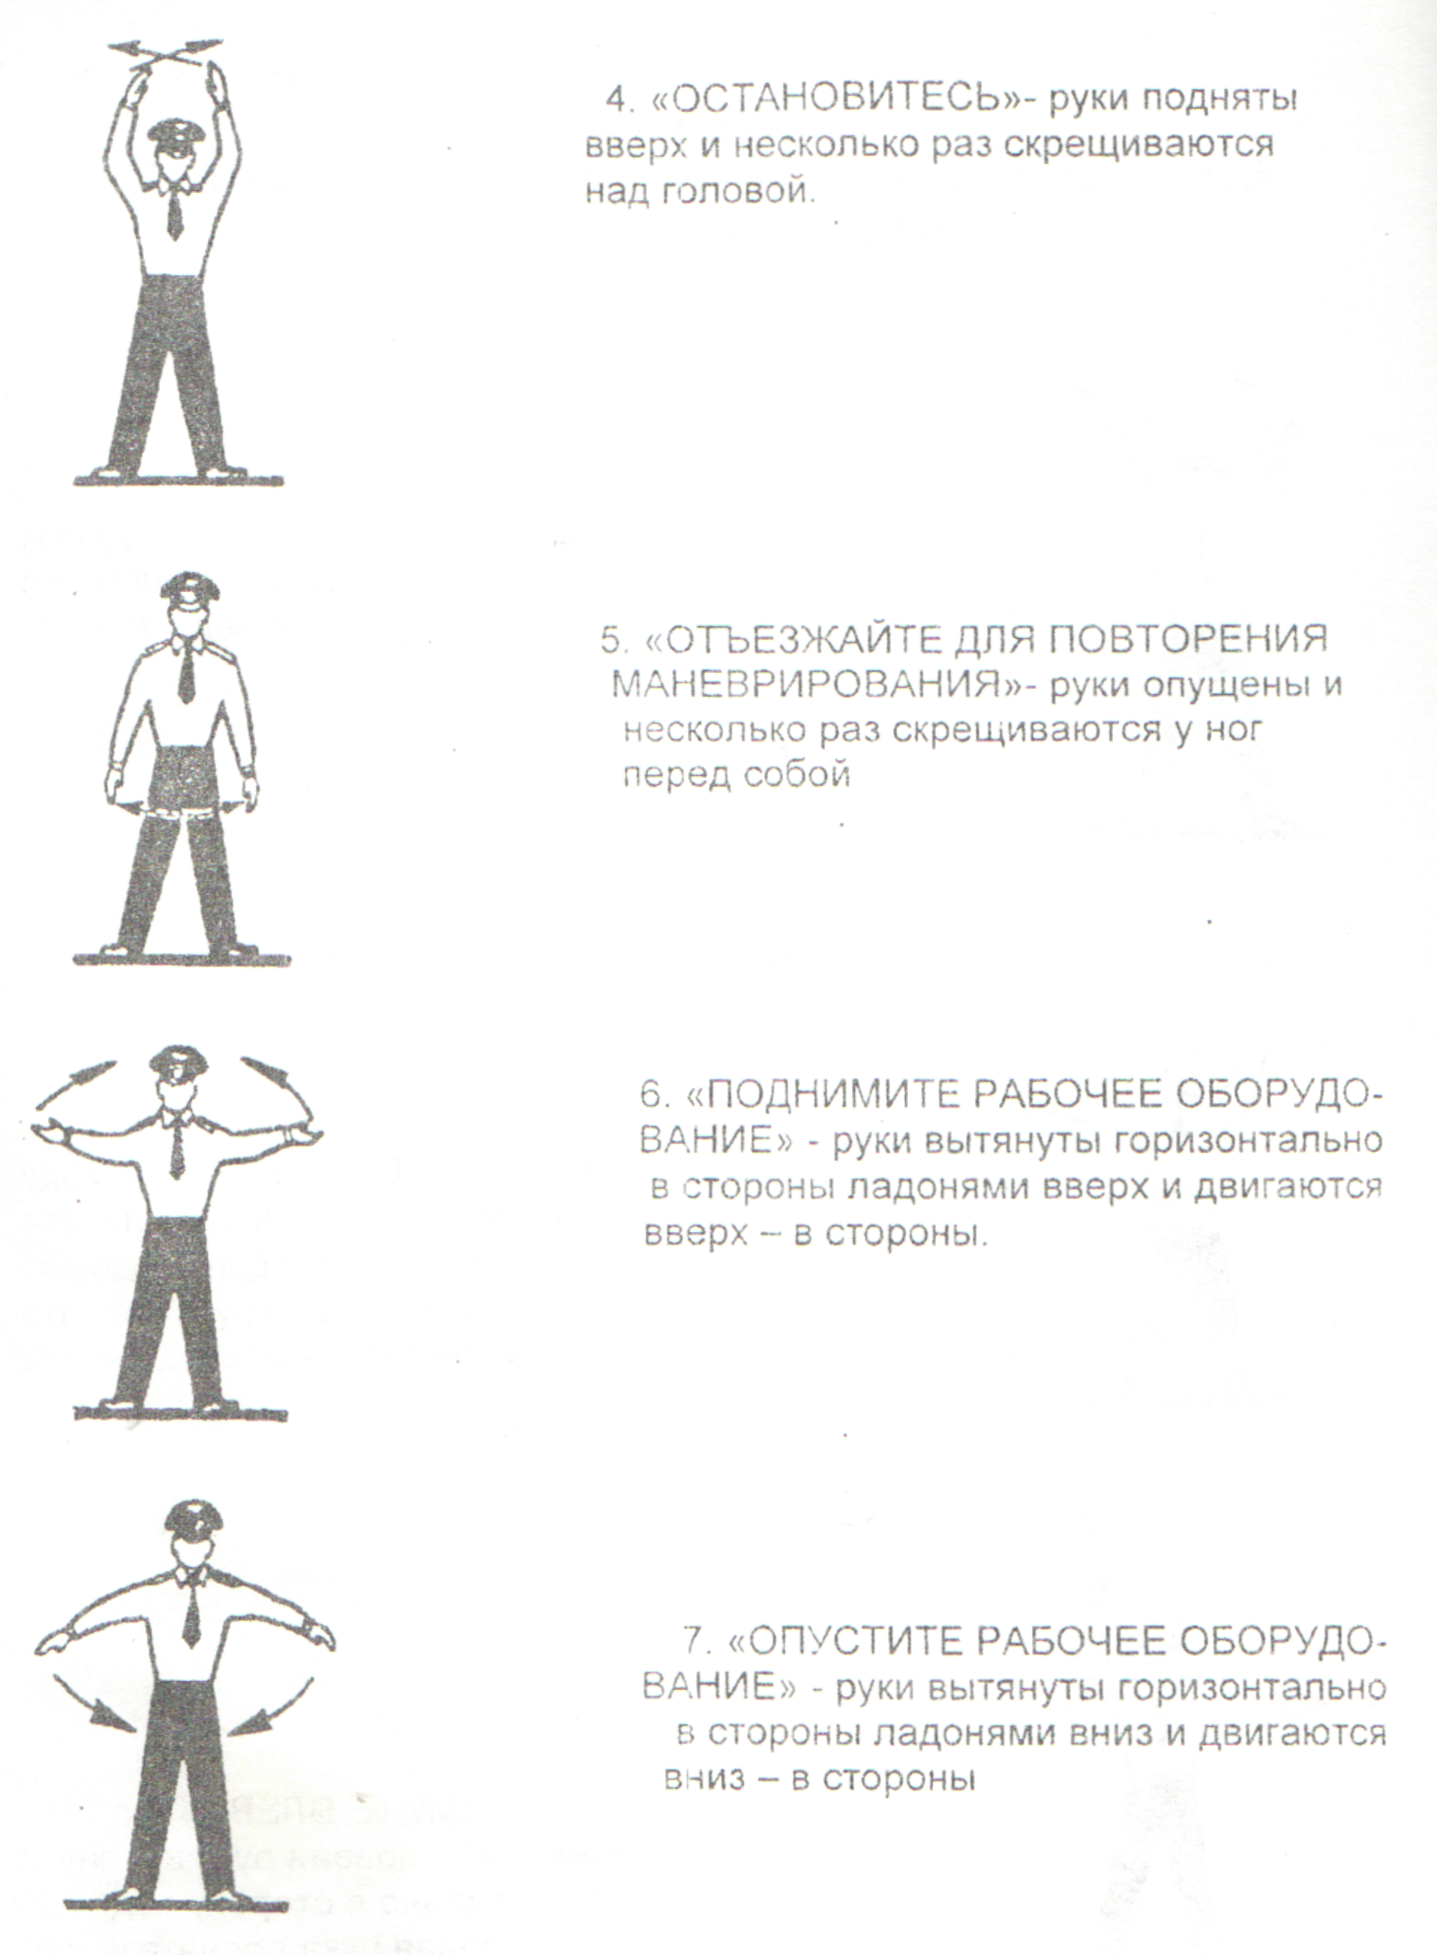 4. «ОСТАНОВИТЕСЬ»- руки подняты
вверх и несколько раз скрещиваются
над головой.
5. «ОТЪЕЗЖАЙТЕ ДЛЯ ПОВТОРЕНИЯ
МАНЕВРИРОВАНИЯ»- руки опущены и
несколько раз скрещиваются у ног
перед собой
6. «ПОДНИМИТЕ РАБОЧЕЕ ОБОРУДО-
ВАНИЕ» - руки вытянуты горизонтально
в стороны ладонями вверх и двигаются
вверх – в стороны.
7. «ОПУСТИТЕ РАБОЧЕЕ ОБОРУДО-
ВАНИЕ» - руки вытянуты горизонтально
в стороны ладонями вниз и двигаются
вниз – в стороны